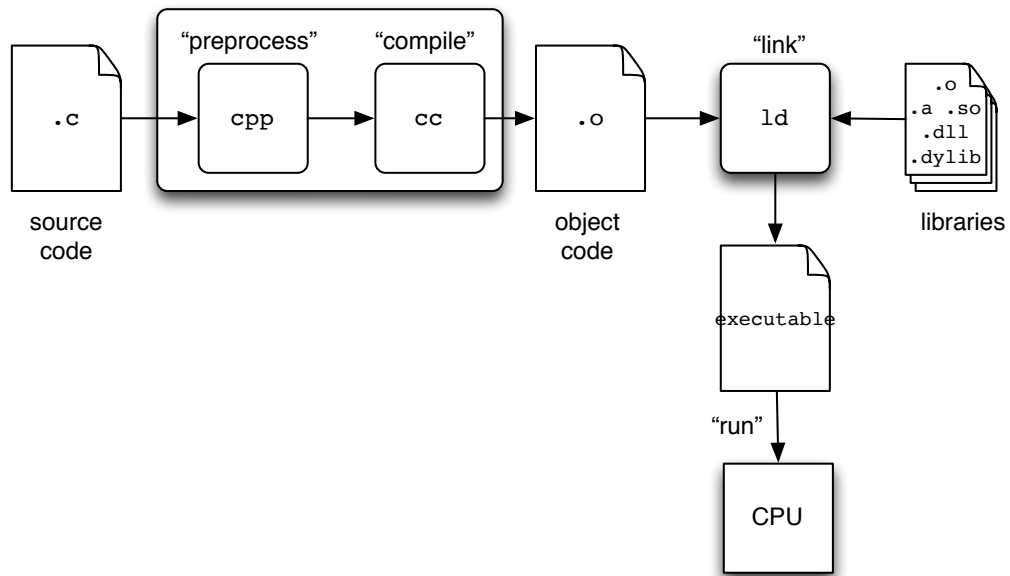 “preprocess”
“compile”
“link”
.c
cpp
cc
.o
ld
.o
.a .so
.dll
.dylib
source
code
object
code
libraries
executable
“run”
CPU